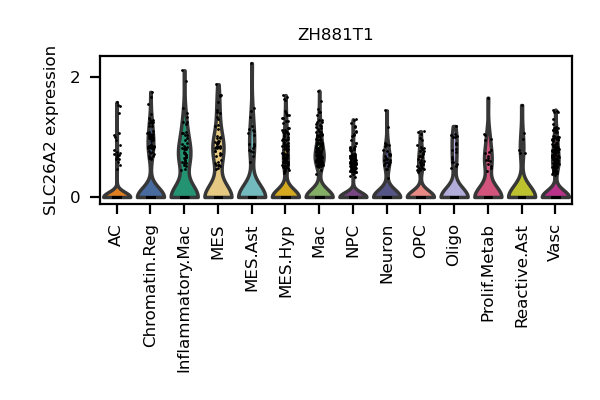 ZH881T1
SLC26A2 expression
2
0
AC
Chromatin.Reg
Inflammatory.Mac
MES
MES.Ast
MES.Hyp
Mac
NPC
Neuron
OPC
Oligo
Prolif.Metab
Reactive.Ast
Vasc